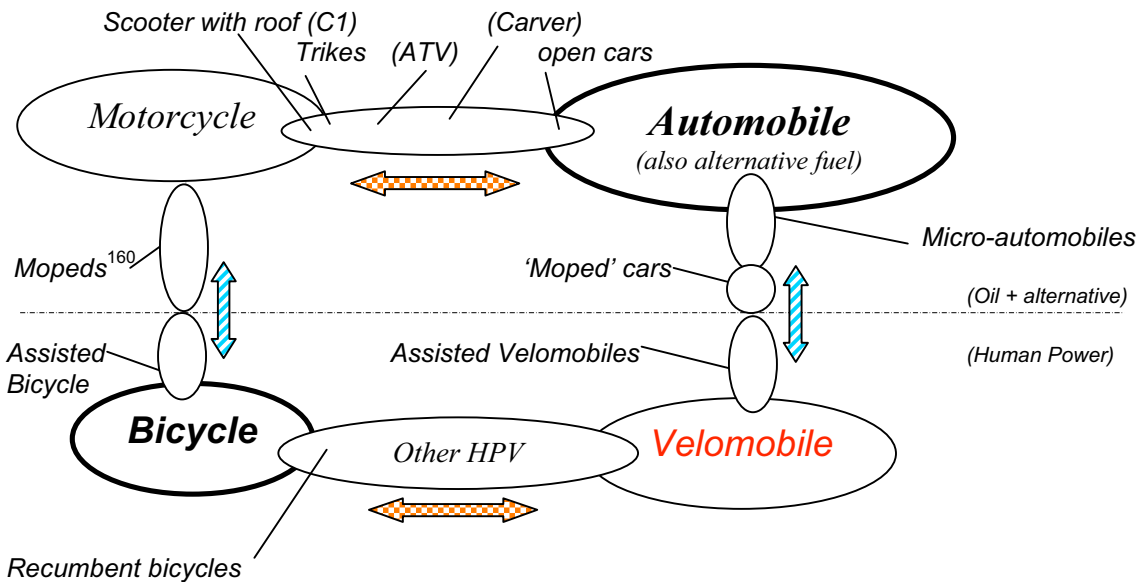 Scooter with roof (C1)
(Carver)
Trikes
(ATV)
open cars
Motorcycle
Automobile
(also alternative fuel)
Micro-automobiles
Mopeds160
‘Moped’ cars
(Oil + alternative)
Assisted
Bicycle
Assisted Velomobiles
(Human Power)
Bicycle
Other HPV
Velomobile
Recumbent bicycles